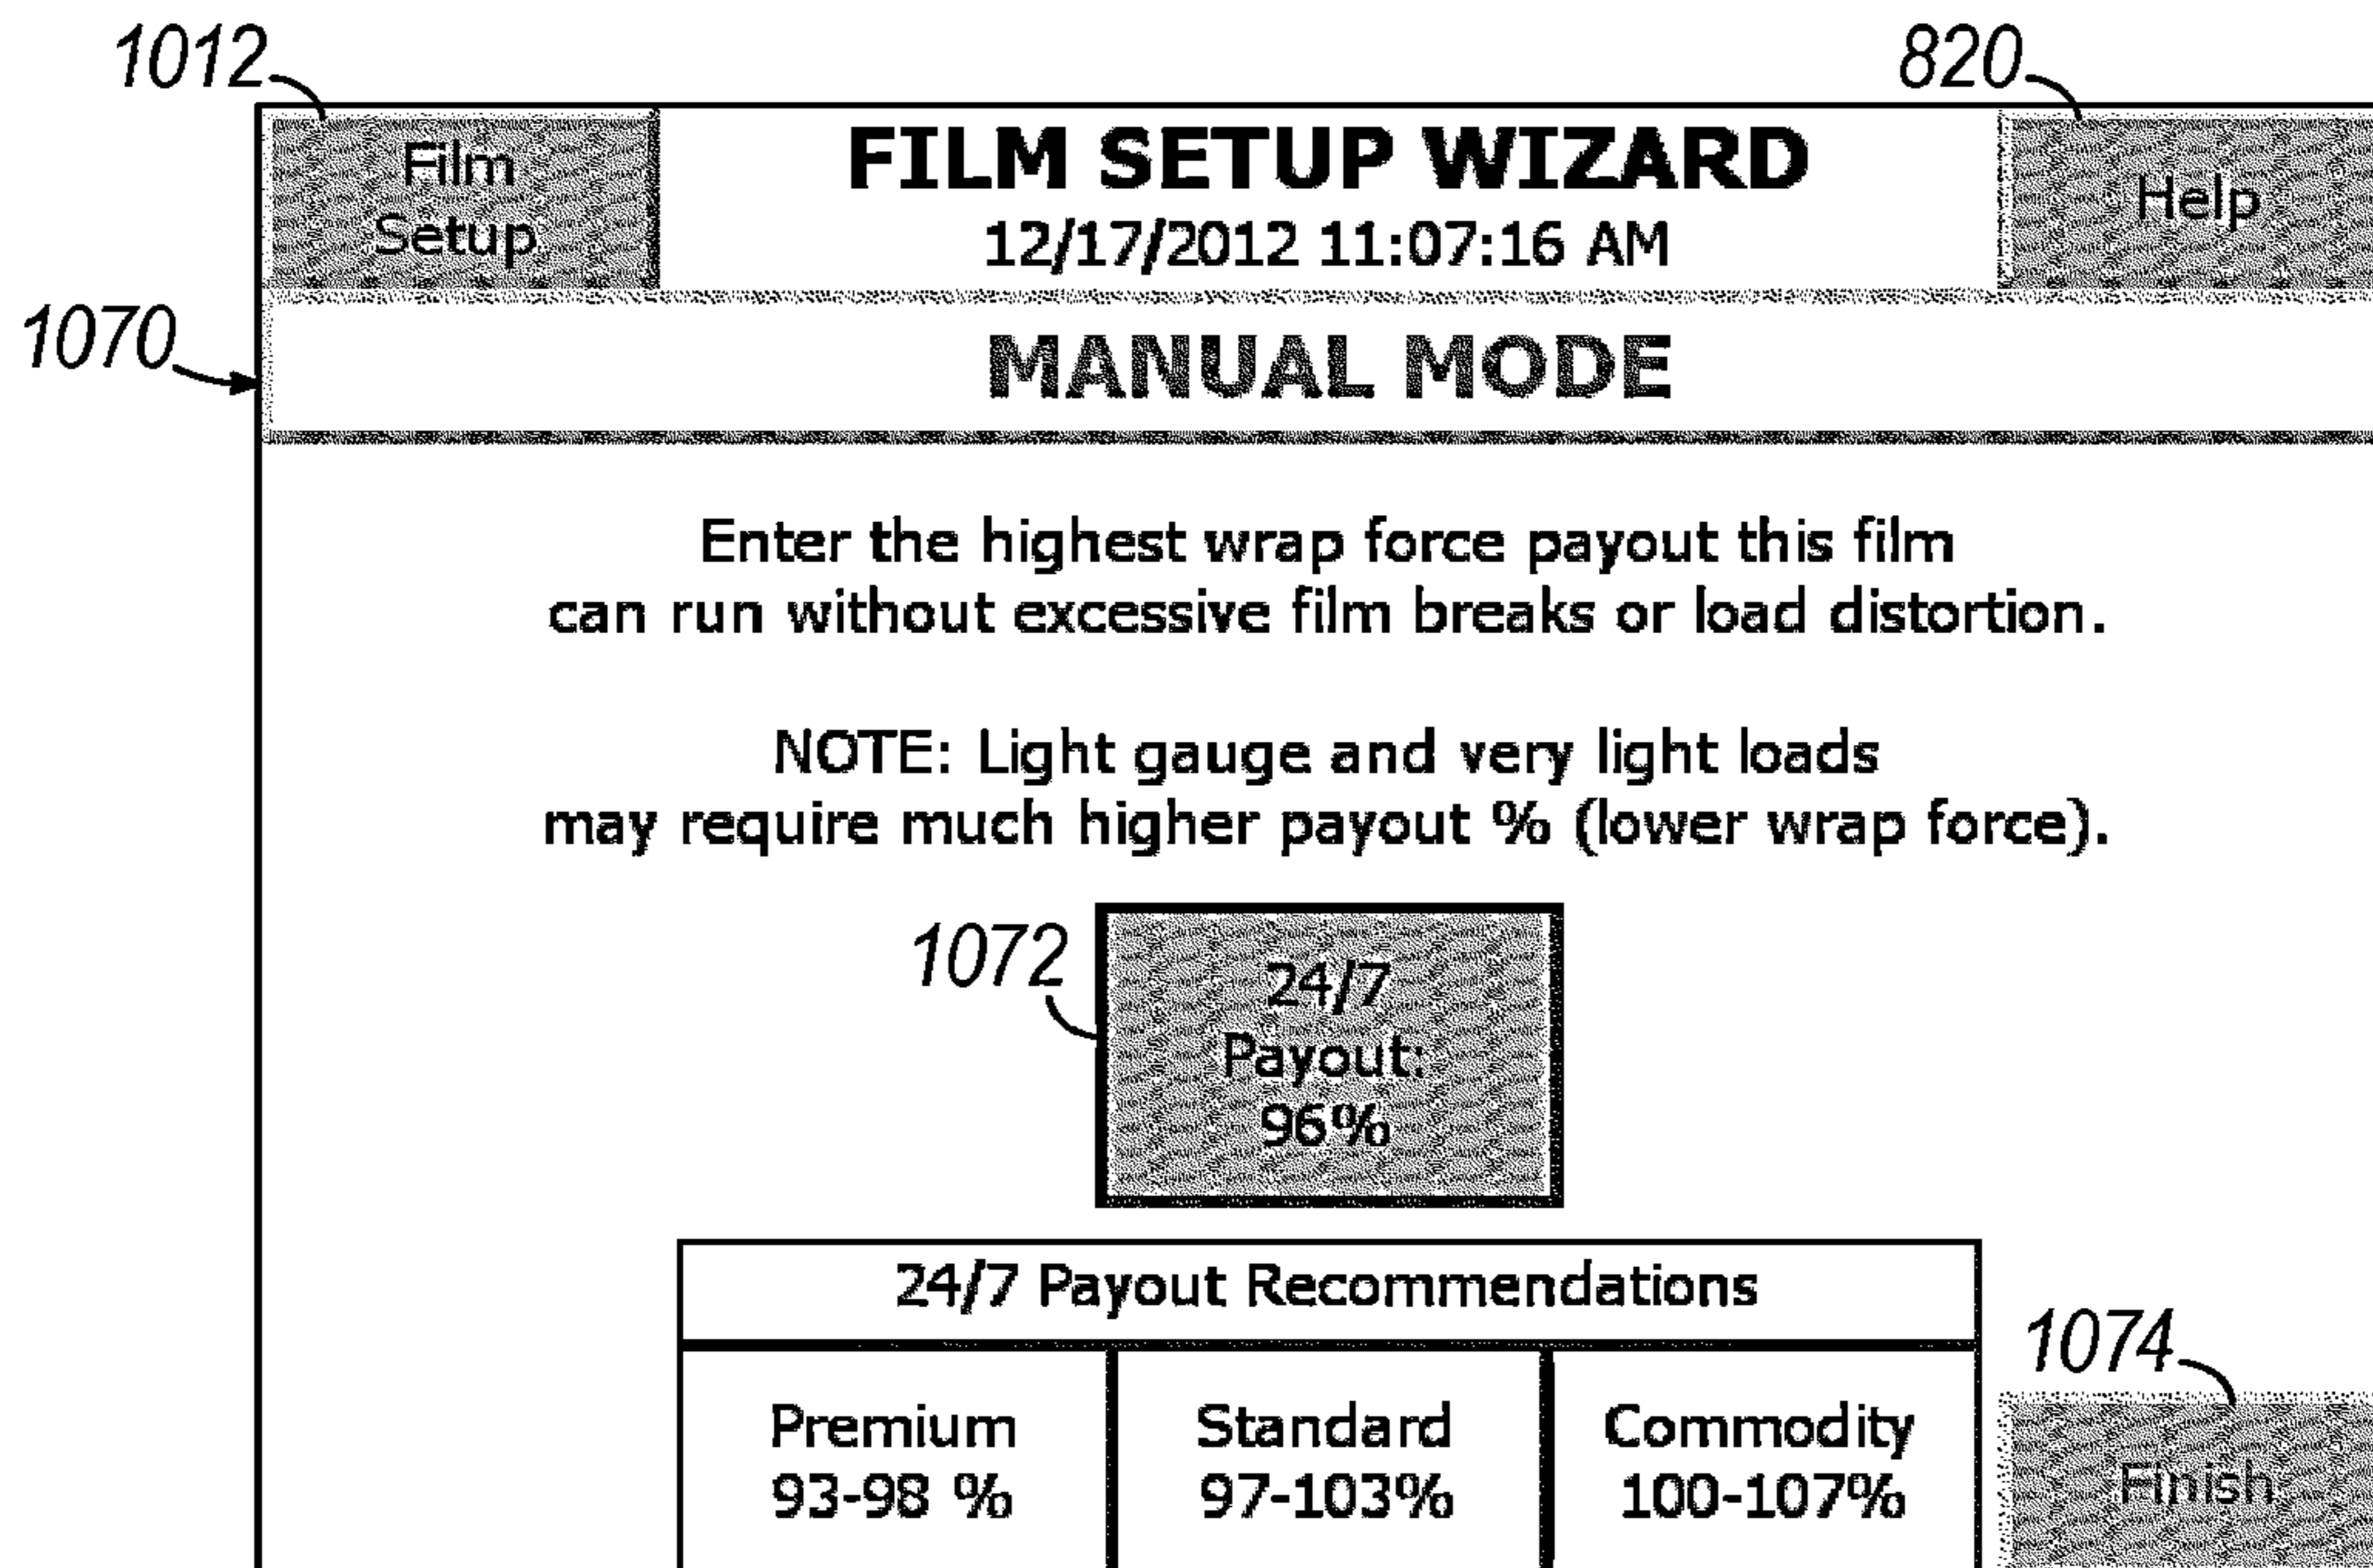 1012
820
Film
Setup
FILM SETUP WIZARD
12/17/2012 11:07:16 AM
Help
1070
MANUAL MODE
Enter the highest wrap force payout this film
can run without excessive film breaks or load distortion.
NOTE: Light gauge and very light loads
may require much higher payout % (lower wrap force).
1072
24/7
Payout:
96%
24/7 Payout Recommendations
1074
Premium
93-98 %
Standard
97-103%
Commodity
100-107%
Finish